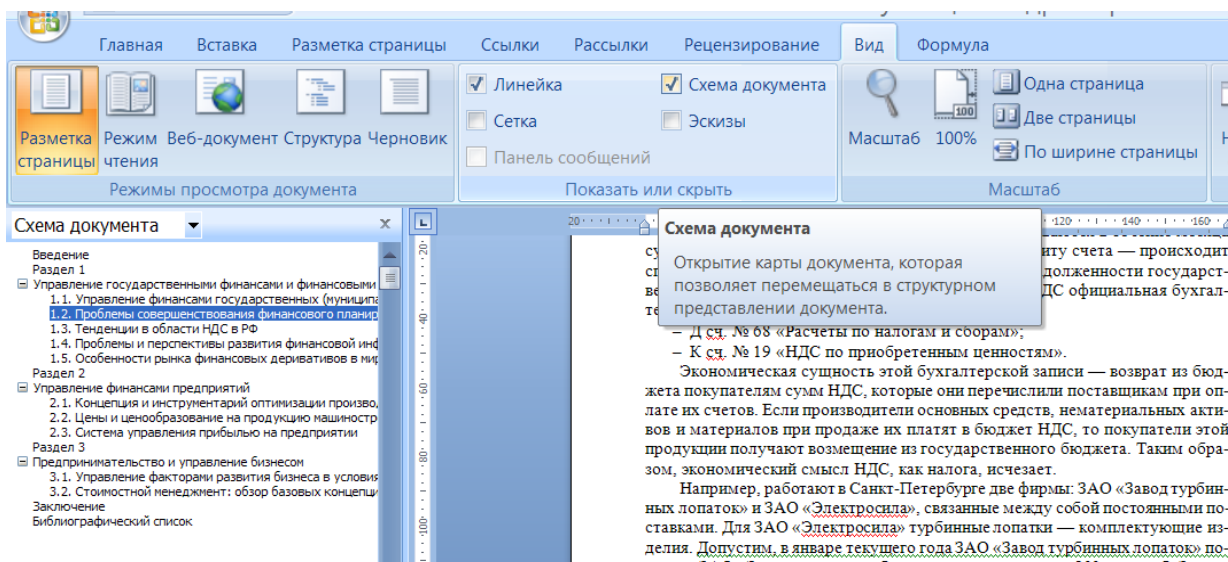 Главная Вставка Разметка страницы Ссылки Рассылки Рецензирование Вид Формула
Линейка Схема документа Одна страница
Сетка Эскизы Две страницы
Разметка страницы Режим чтения Веб-документ Структура Черновик Панель сообщений Масштаб 100% По ширине страницы
Режимы просмотра документа Показать или скрыть Масштаб
Схема документа
20 120 140 160
Введение
Раздел 1
Управление государственными финансами и финансовыми
1.1. Управление финансами государственных (муниципа
1.2. Проблемы совершенствования финансового планир
1.3. Тенденции в области НДС в РФ
1.4. Проблемы и перспективы развития финансовой инф
1.5. Особенности рынка финансовых деривативов в мир
Раздел 2
Управление финансами предприятий
2.1. Концепция и инструментарий оптимизации произво,
2.2. Цены и ценообразование на продукцию машиностр
2.3. Система управления прибылью на предприятии
Раздел 3
Предпринимательство и управление бизнесом
3.1. Управление факторами развития бизнеса в условия
3.2. Стоимостной менеджмент: обзор базовых концепци
Заключение
Библиографический список
20
40
60
80
100
Схема документа
Открытие карты документа, которая
позволяет перемещаться в структурном
представлении документа.
иту счета — происходит
долженности государст-
ДС официальная бухгал-
– Д сч. № 68 «Расчеты по налогам и сборам»;
– К сч. № 19 «НДС по приобретенным ценностям».
Экономическая сущность этой бухгалтерской записи — возврат из бюд-
жета покупателям сумм НДС, которые они перечислили поставщикам при оп-
лате их счетов. Если производители основных средств, нематериальных акти-
вов и материалов при продаже их платят в бюджет НДС, то покупатели этой
продукции получают возмещение из государственного бюджета. Таким обра-
зом, экономический смысл НДС, как налога, исчезает.
Например, работают в Санкт-Петербурге две фирмы: ЗАО «Завод турбин-
ных лопаток» и ЗАО «Электросила», связанные между собой постоянными по-
ставками. Для ЗАО «Электросила» турбинные лопатки — комплектующие из-
делия. Допустим, в январе текущего года ЗАО «Завод турбинных лопаток» по-